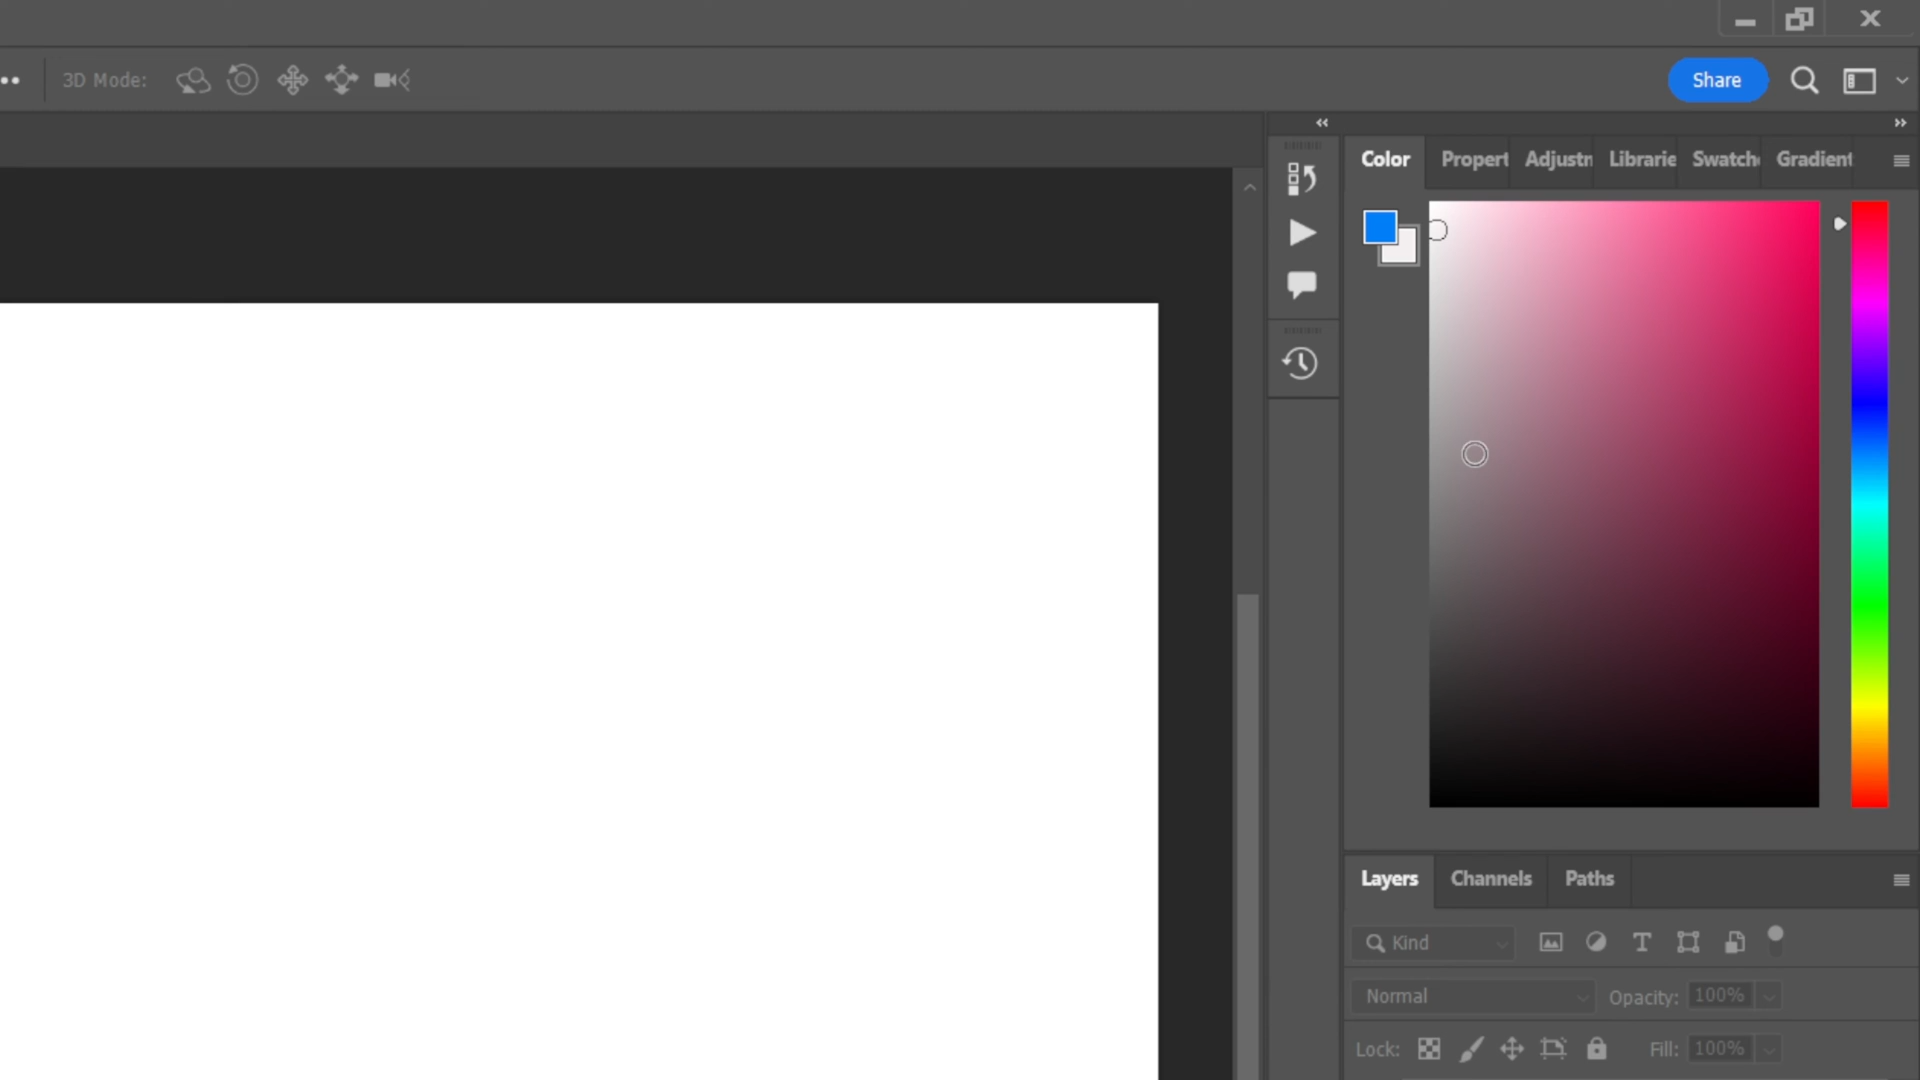 3D Mode:
Share
Color
Propert
Adjustn
Librarie
Swatch
Gradient
Layers
Channels
Paths
Kind
Normal
Opacity: 100%
Lock:
Fill: 100%